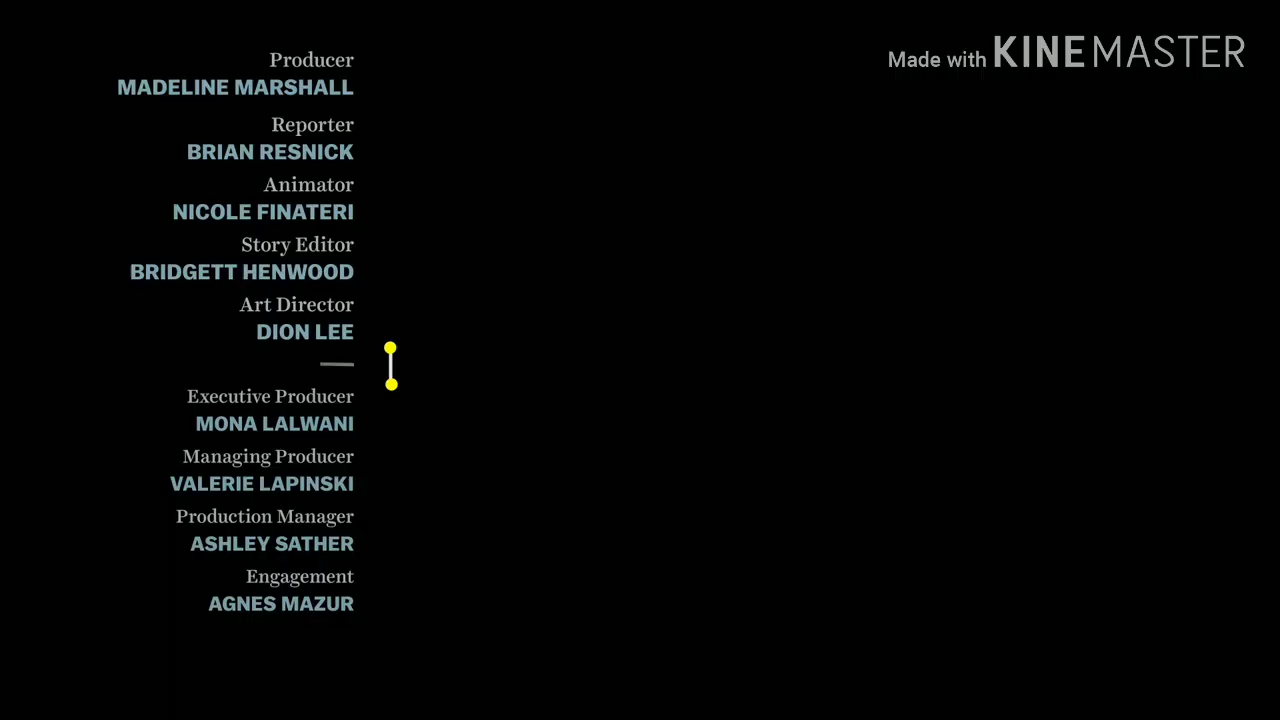 Producer
MADELINE MARSHALL
Reporter
BRIAN RESNICK
Animator
NICOLE FINATERI
Story Editor
BRIDGETT HENWOOD
Art Director
DION LEE
Executive Producer
MONA LALWANI
Managing Producer
VALERIE LAPINSKI
Production Manager
ASHLEY SATHER
Engagement
AGNES MAZUR
Made with KINEMASTER